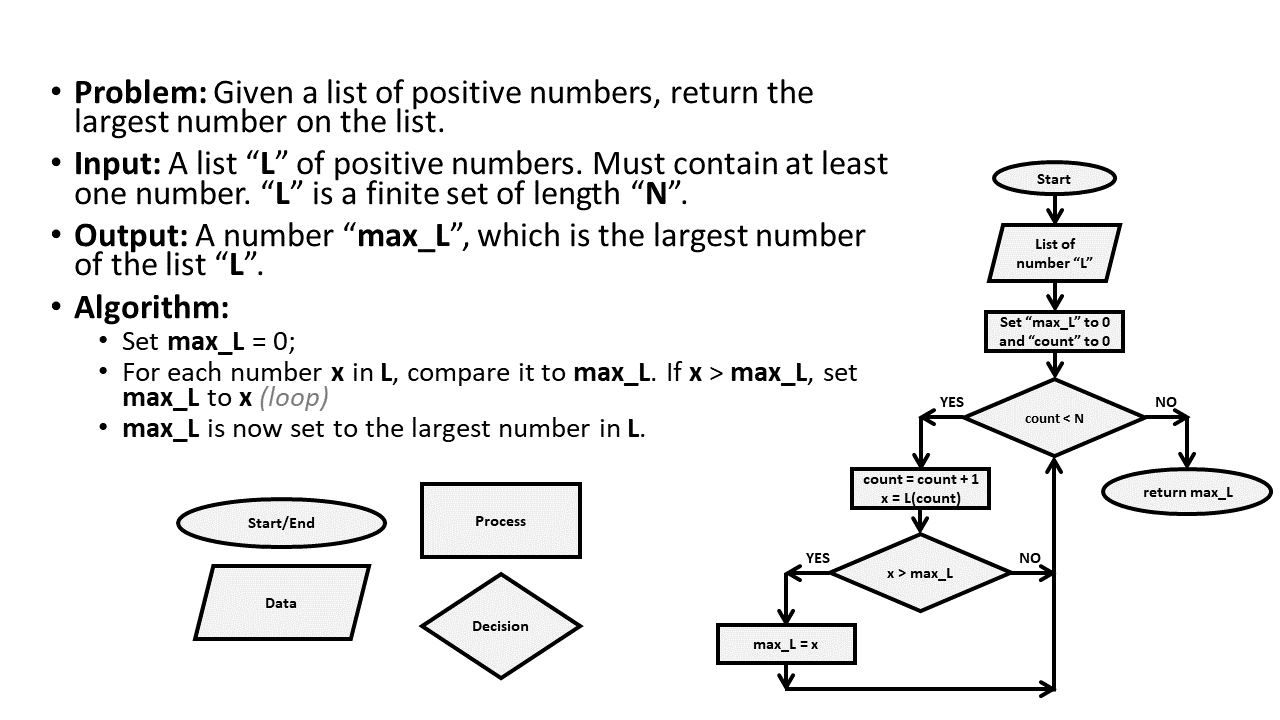 • Problem: Given a list of positive numbers, return the
largest number on the list.
• Input: A list “L” of positive numbers. Must contain at least
one number. “L” is a finite set of length “N”.
• Output: A number “max_L”, which is the largest number
of the list “L”.
• Algorithm:
• Set max_L = 0;
• For each number x in L, compare it to max_L. If x > max_L, set
max_L to x (loop)
• max_L is now set to the largest number in L.
Start/End
Process
Data
Decision
Start
List of
number “L”
Set “max_L” to 0
and “count” to 0
YES
NO
count < N
count = count + 1
x = L(count)
return max_L
YES
NO
x > max_L
max_L = x